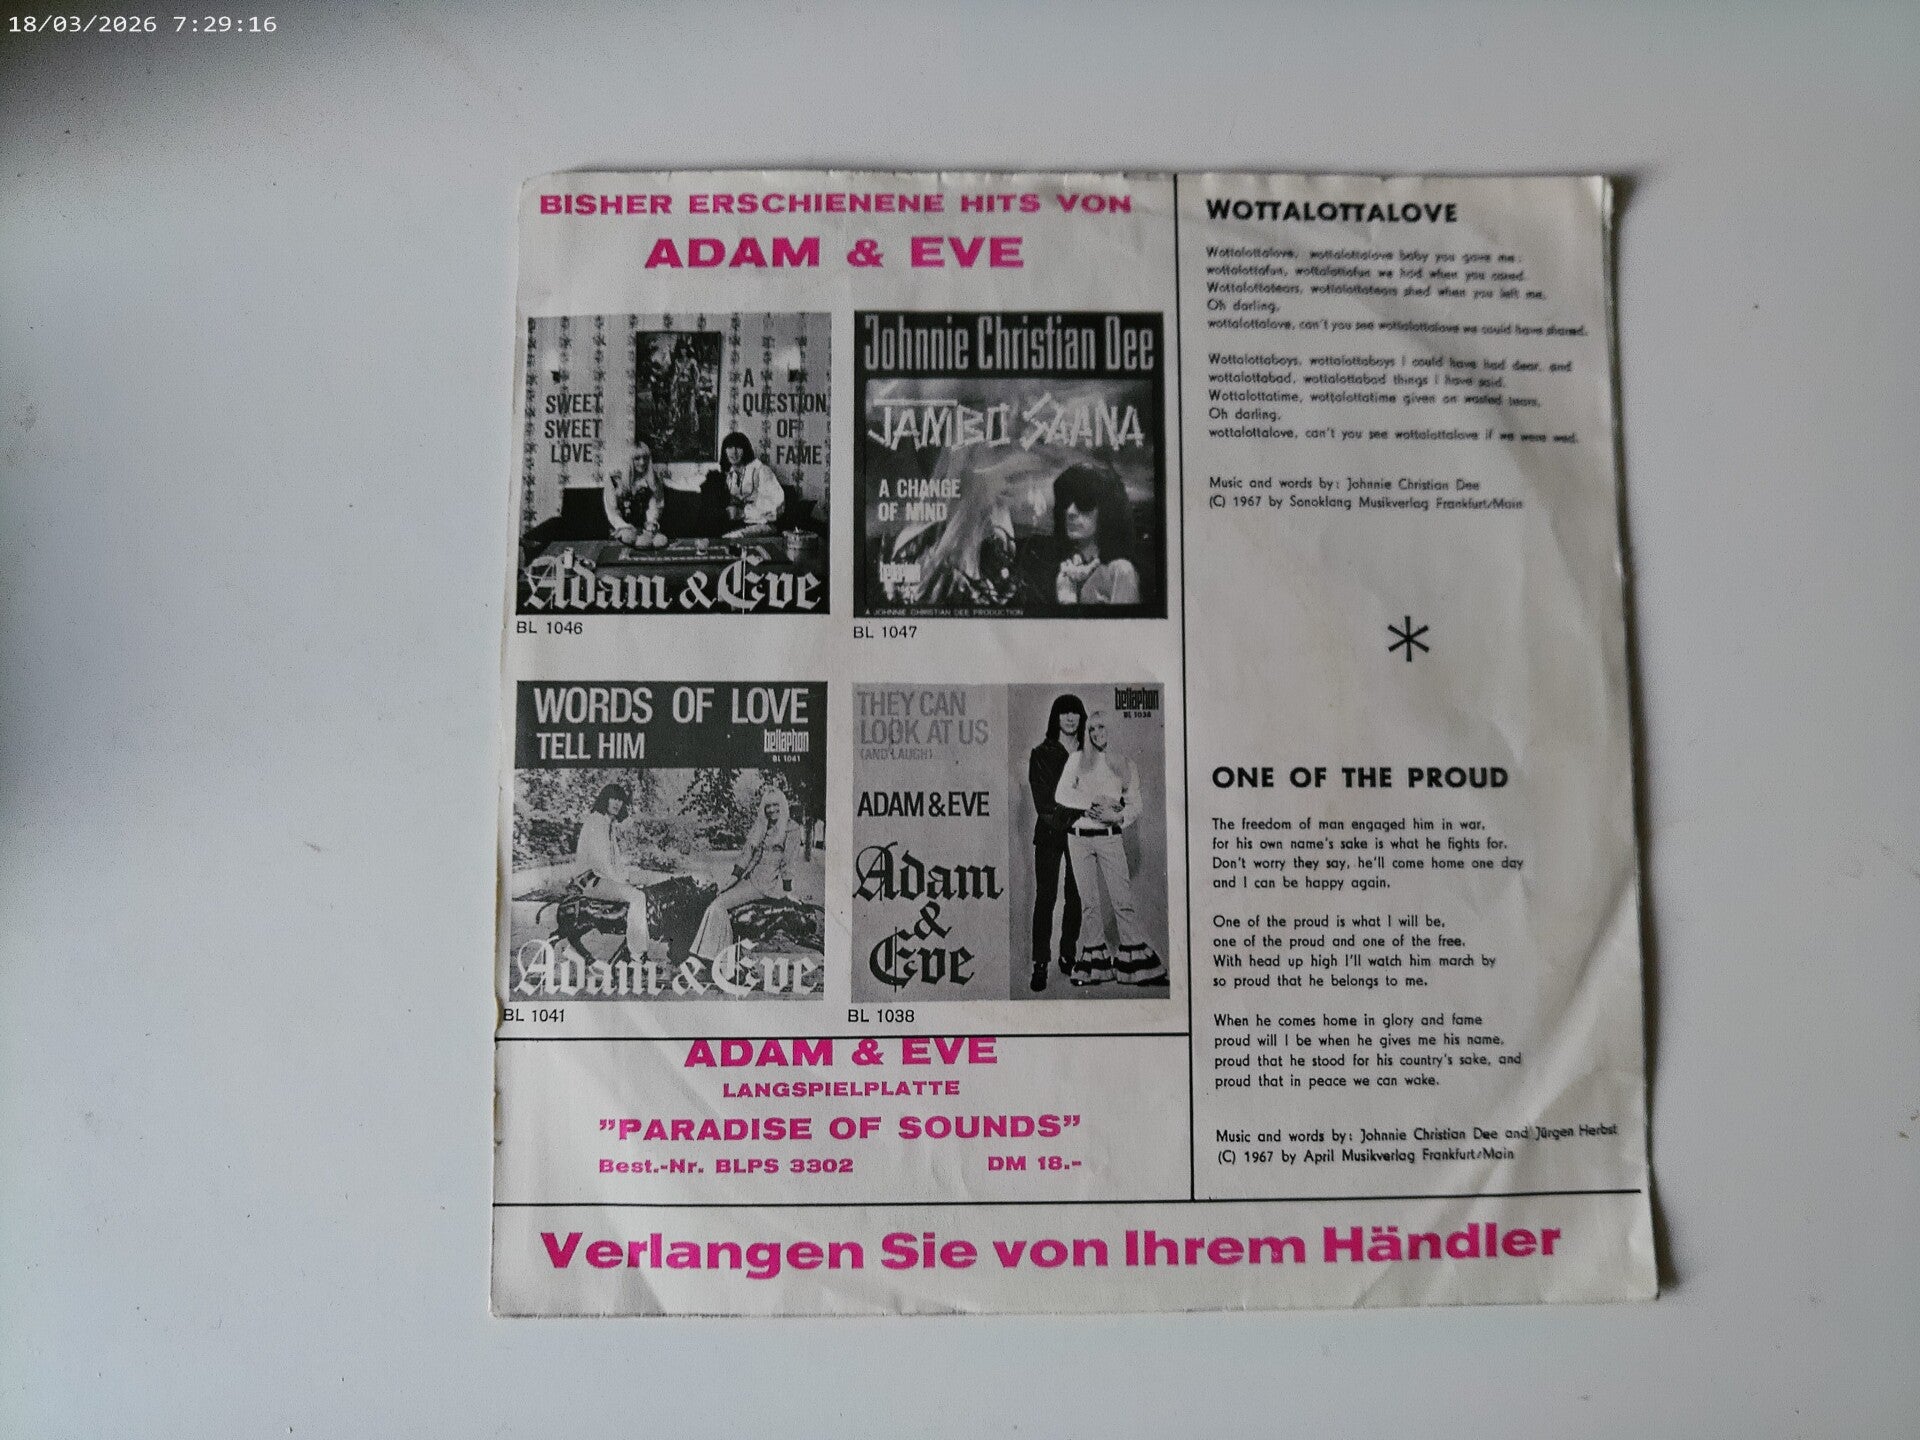 18/03/2026 7:29:16
BISHER ERSCHIENENE HITS VON
ADAM & EVE
SWEET
SWEET
LOVE
A
QUESTION
OF
FAME
Adam & Eve
BL 1046
Johnnie Christian Dee
JAMBO SAANA
A CHANGE
OF MIND
bellaphon
A JOHNNIE CHRISTIAN DEE PRODUCTION
BL 1047
WORDS OF LOVE
TELL HIM
bellaphon
BL 1041
Adam & Eve
BL 1041
THEY CAN
LOOK AT US
(AND LAUGH)
ADAM & EVE
Adam
&
Eve
bellaphon
BL 1038
BL 1038
ADAM & EVE
LANGSPIELPLATTE
"PARADISE OF SOUNDS"
Best.-Nr. BLPS 3302 DM 18.-
WOTTALOTTALOVE
Wottalottalove, wottalottalove baby you gave me;
wottalottafun, wottalottafun we had when you cared.
Wottalottatears, wottalottatears shed when you left me,
Oh darling,
wottalottalove, can't you see wottalottalove we could have shared.
Wottalottaboys, wottalottaboys I could have had dear, and
wottalottabad, wottalottabad things I have said.
Wottalottatime, wottalottatime given on wasted tears,
Oh darling,
wottalottalove, can't you see wottalottalove if we were wed.
Music and words by: Johnnie Christian Dee
(C) 1967 by Sonoklang Musikverlag Frankfurt/Main
*
ONE OF THE PROUD
The freedom of man engaged him in war,
for his own name's sake is what he fights for.
Don't worry they say, he'll come home one day
and I can be happy again.
One of the proud is what I will be,
one of the proud and one of the free.
With head up high I'll watch him march by
so proud that he belongs to me.
When he comes home in glory and fame
proud will I be when he gives me his name,
proud that he stood for his country's sake, and
proud that in peace we can wake.
Music and words by: Johnnie Christian Dee and Jürgen Herbst
(C) 1967 by April Musikverlag Frankfurt/Main
Verlangen Sie von Ihrem Händler